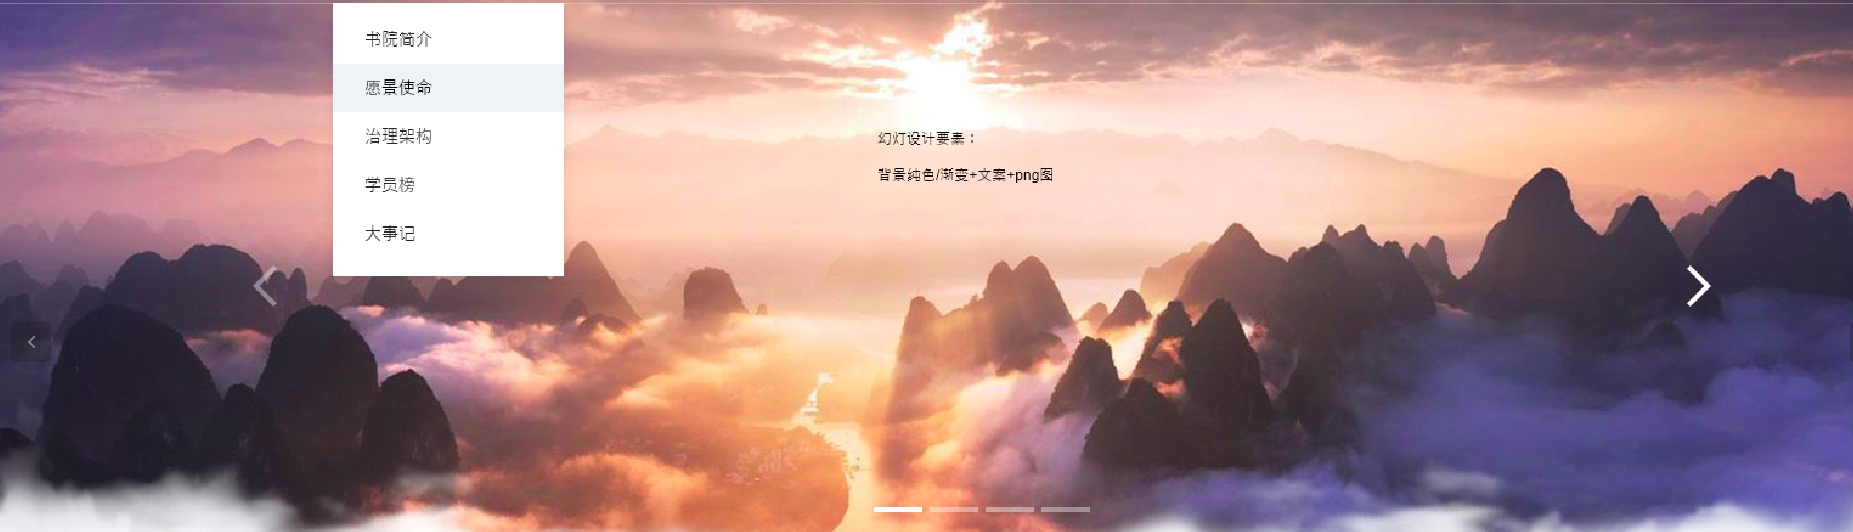 书院简介
愿景使命
治理架构
学员榜
大事记
幻灯设计要素：
背景纯色/渐变+文案+png图